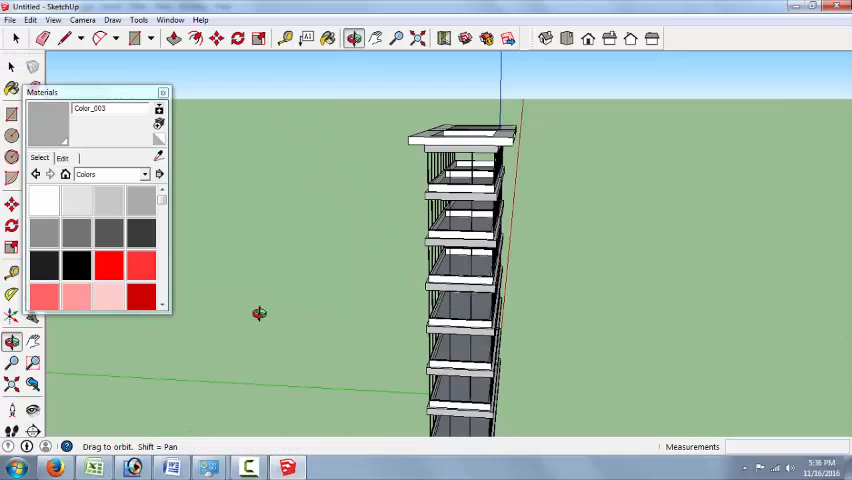 Untitled - SketchUp
File Edit View Camera Draw Tools Window Help
Materials
Color_003
Select Edit
Colors
Drag to orbit. Shift = Pan
Measurements
5:36 PM
11/16/2016